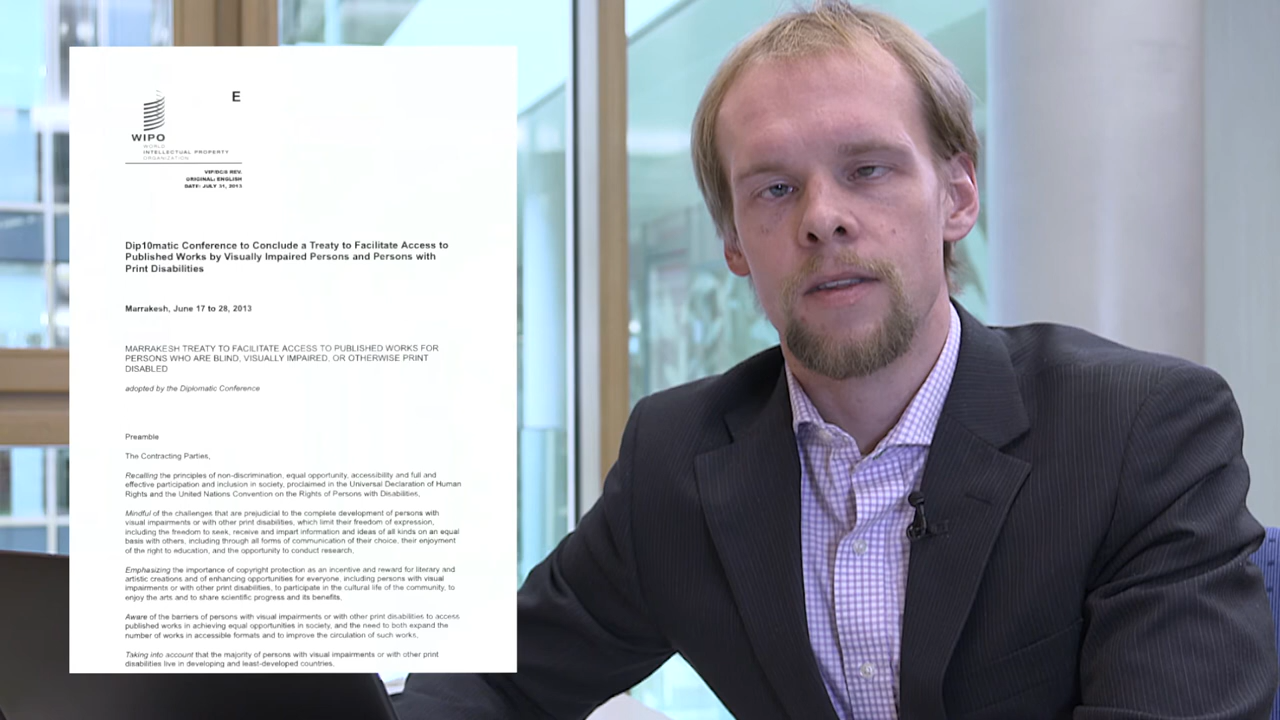 E
WIPO
WORLD
INTELLECTUAL PROPERTY
ORGANIZATION
VIP/DC/8 REV.
ORIGINAL: ENGLISH
DATE: JULY 31, 2013
Dip10matic Conference to Conclude a Treaty to Facilitate Access to
Published Works by Visually Impaired Persons and Persons with
Print Disabilities
Marrakesh, June 17 to 28, 2013
MARRAKESH TREATY TO FACILITATE ACCESS TO PUBLISHED WORKS FOR
PERSONS WHO ARE BLIND, VISUALLY IMPAIRED, OR OTHERWISE PRINT
DISABLED
adopted by the Diplomatic Conference
Preamble
The Contracting Parties,
Recalling the principles of non-discrimination, equal opportunity, accessibility and full and
effective participation and inclusion in society, proclaimed in the Universal Declaration of Human
Rights and the United Nations Convention on the Rights of Persons with Disabilities,
Mindful of the challenges that are prejudicial to the complete development of persons with
visual impairments or with other print disabilities, which limit their freedom of expression,
including the freedom to seek, receive and impart information and ideas of all kinds on an equal
basis with others, including through all forms of communication of their choice, their enjoyment
of the right to education, and the opportunity to conduct research,
Emphasizing the importance of copyright protection as an incentive and reward for literary and
artistic creations and of enhancing opportunities for everyone, including persons with visual
impairments or with other print disabilities, to participate in the cultural life of the community, to
enjoy the arts and to share scientific progress and its benefits,
Aware of the barriers of persons with visual impairments or with other print disabilities to access
published works in achieving equal opportunities in society, and the need to both expand the
number of works in accessible formats and to improve the circulation of such works,
Taking into account that the majority of persons with visual impairments or with other print
disabilities live in developing and least-developed countries,